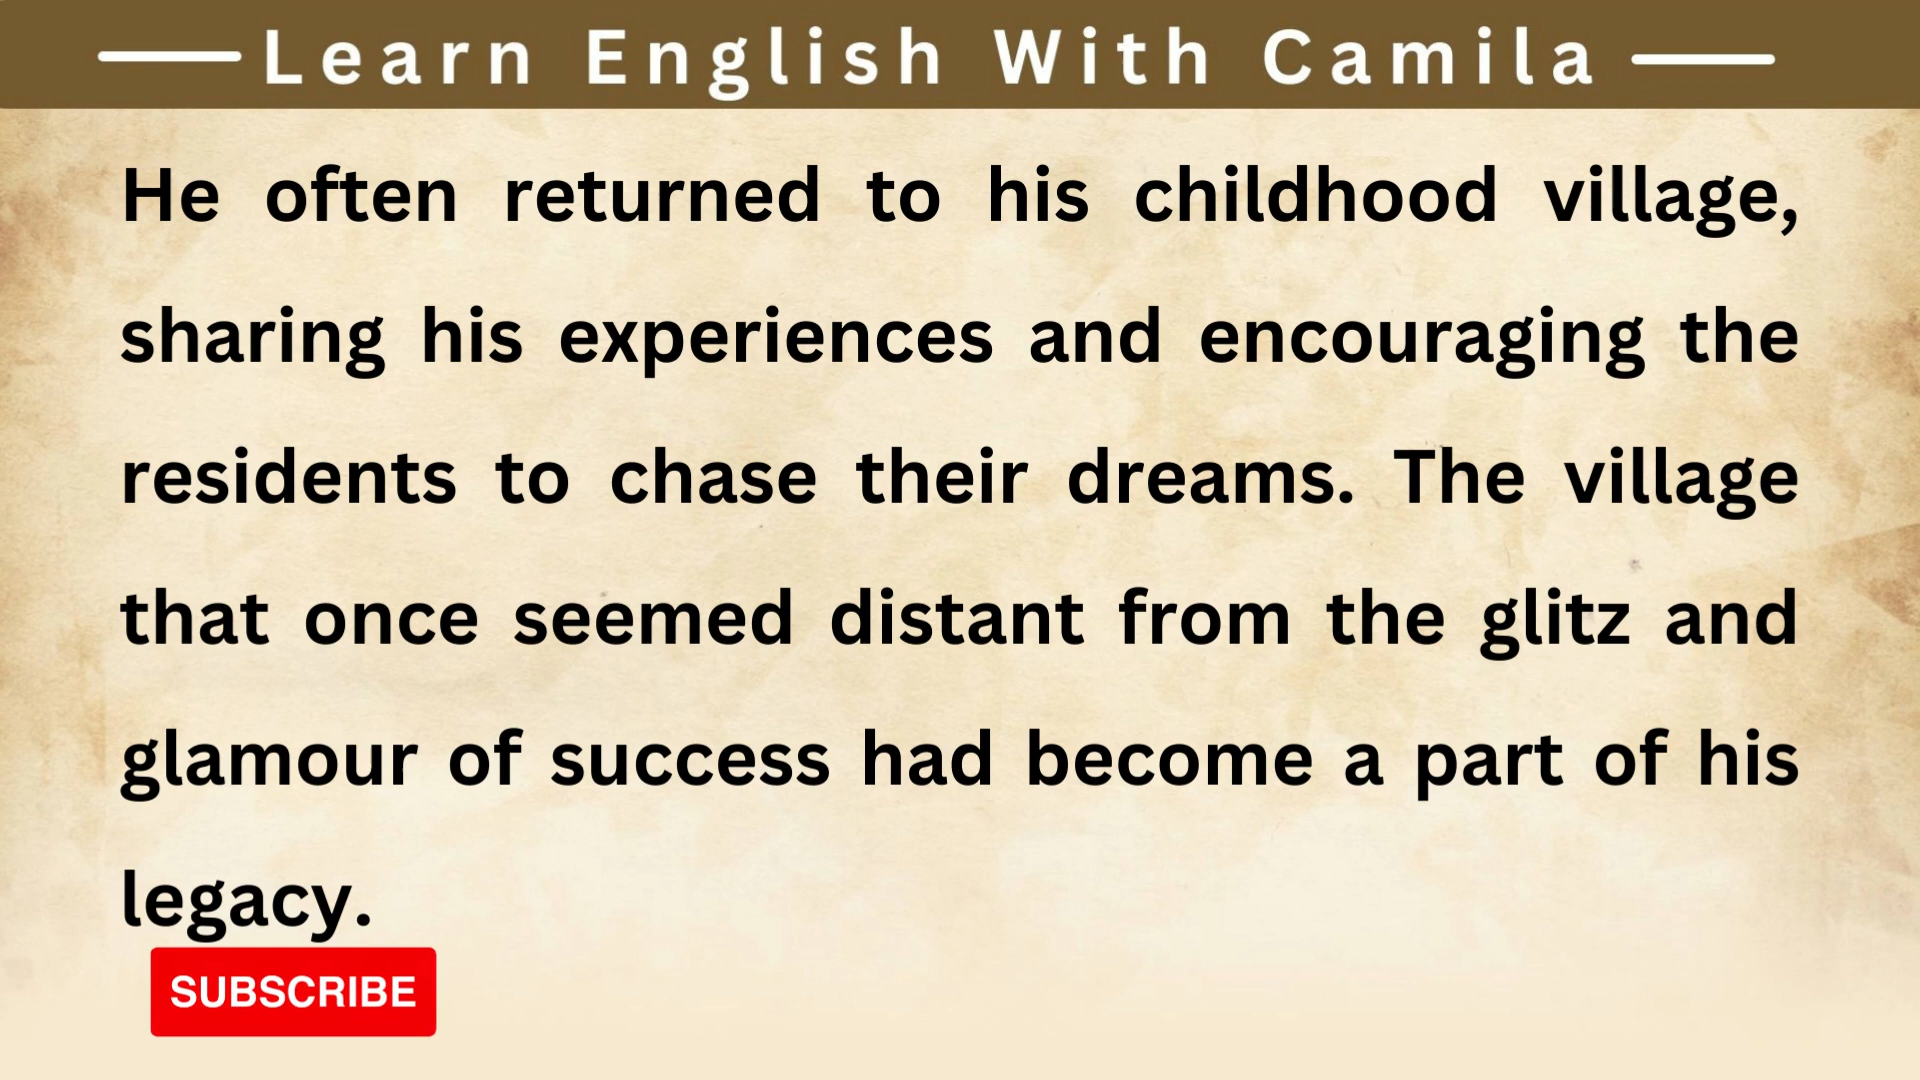 Learn English With Camila
He often returned to his childhood village,
sharing his experiences and encouraging the
residents to chase their dreams. The village
that once seemed distant from the glitz and
glamour of success had become a part of his
legacy.
SUBSCRIBE